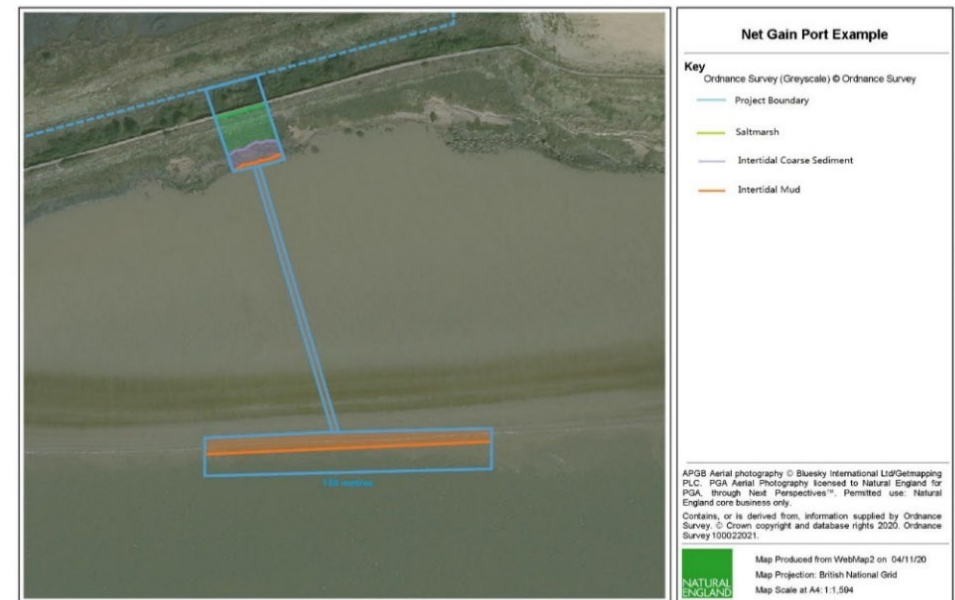 Net Gain Port Example
Key
Ordnance Survey (Greyscale) © Ordnance Survey
Project Boundary
Saltmarsh
Intertidal Coarse Sediment
Intertidal Mud
metres
APGB Aerial photography © Bluesky International Ltd/Getmapping
PLC. PGA Aerial Photography licensed to Natural England for
PGA, through Next Perspectives™. Permitted use: Natural
England core business only.
Contains, or is derived from, information supplied by Ordnance
Survey. © Crown copyright and database rights 2020. Ordnance
Survey 100022021.
NATURAL
ENGLAND
Map Produced from WebMap2 on 04/11/20
Map Projection: British National Grid
Map Scale at A4: 1:1,594